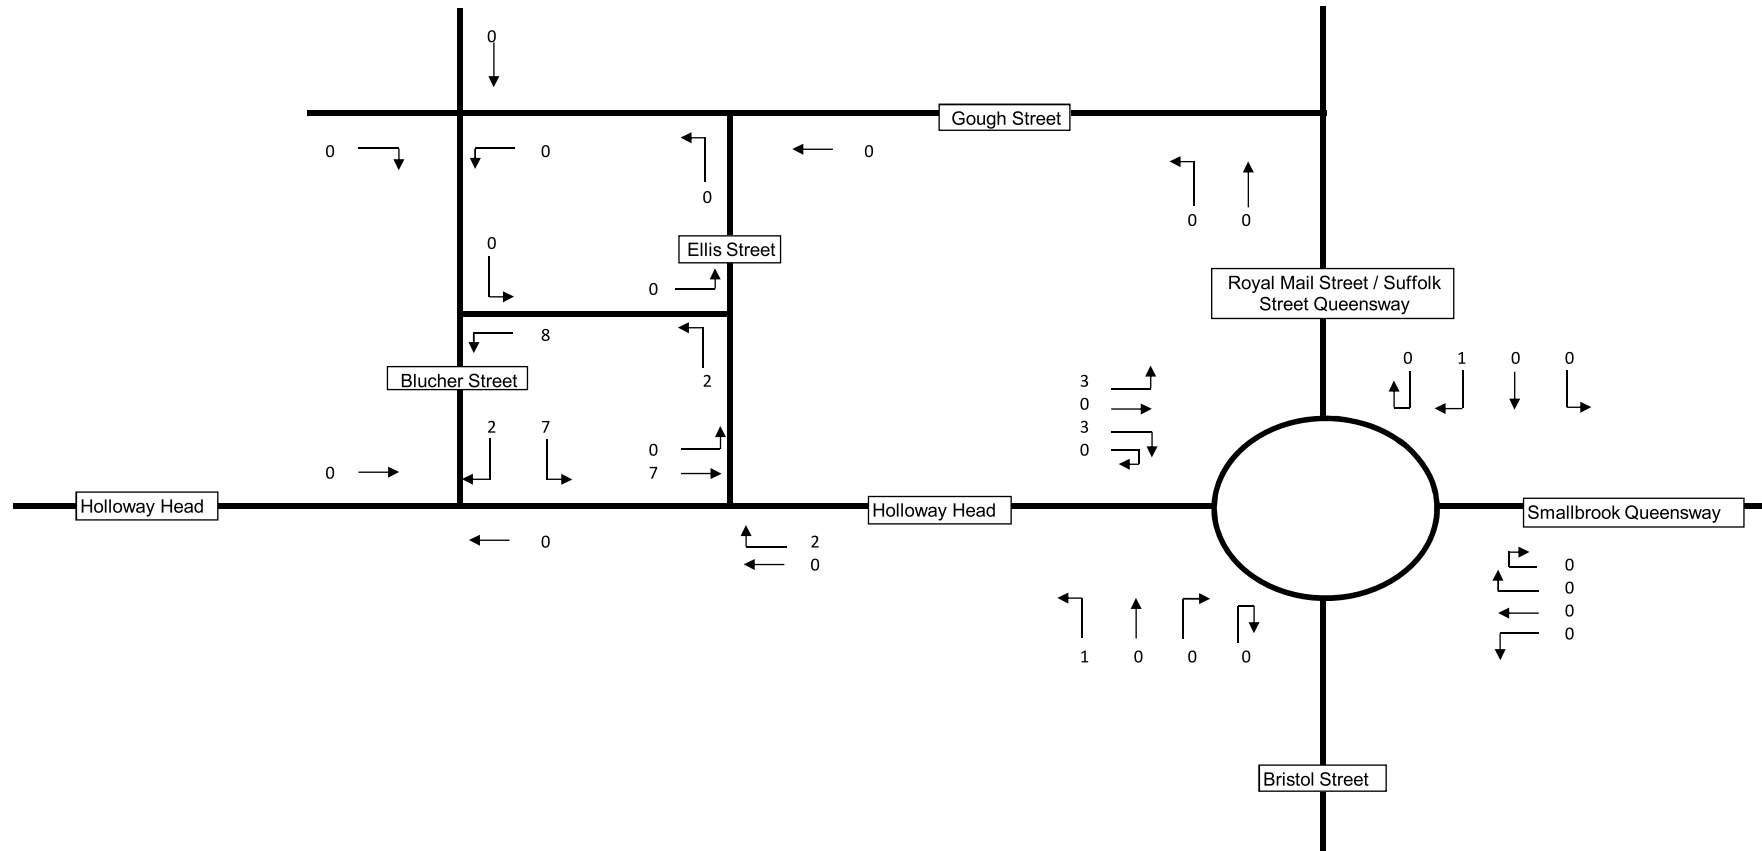 0
Gough Street
0
0
0
0
0
0
0
Ellis Street
0
Royal Mail Street / Suffolk
Street Queensway
8
0 1 0 0
Blucher Street
2
3
0
3
0
2 7
0
7
0
Holloway Head
Holloway Head
Smallbrook Queensway
0
2
0
0
0
0
0
1 0 0 0
Bristol Street